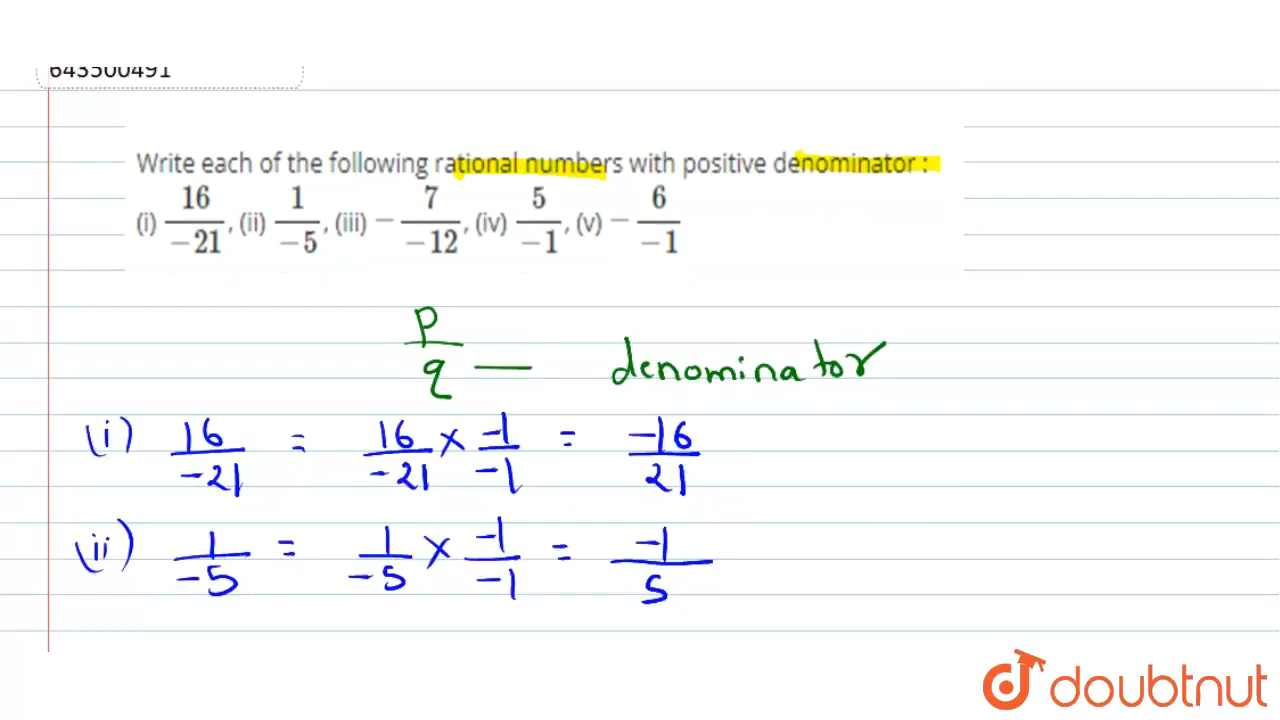 643500491
Write each of the following rational numbers with positive denominator :
(i) 16/-21, (ii) 1/-5, (iii) -7/-12, (iv) 5/-1, (v) -6/-1
p/q — denominator
(i) 16/-21 = 16/-21 × -1/-1 = -16/21
(ii) 1/-5 = 1/-5 × -1/-1 = -1/5
doubtnut